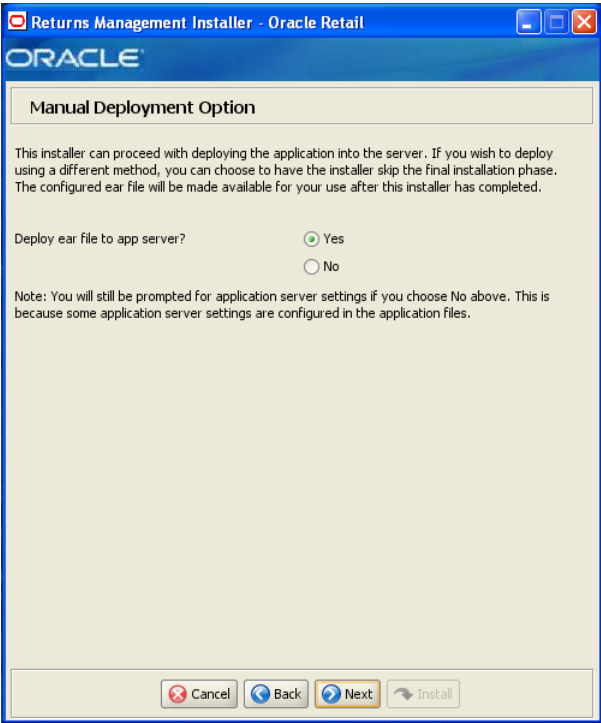 Returns Management Installer - Oracle Retail
ORACLE
Manual Deployment Option
This installer can proceed with deploying the application into the server. If you wish to deploy
using a different method, you can choose to have the installer skip the final installation phase.
The configured ear file will be made available for your use after this installer has completed.
Deploy ear file to app server?
Yes
No
Note: You will still be prompted for application server settings if you choose No above. This is
because some application server settings are configured in the application files.
Cancel Back Next Install